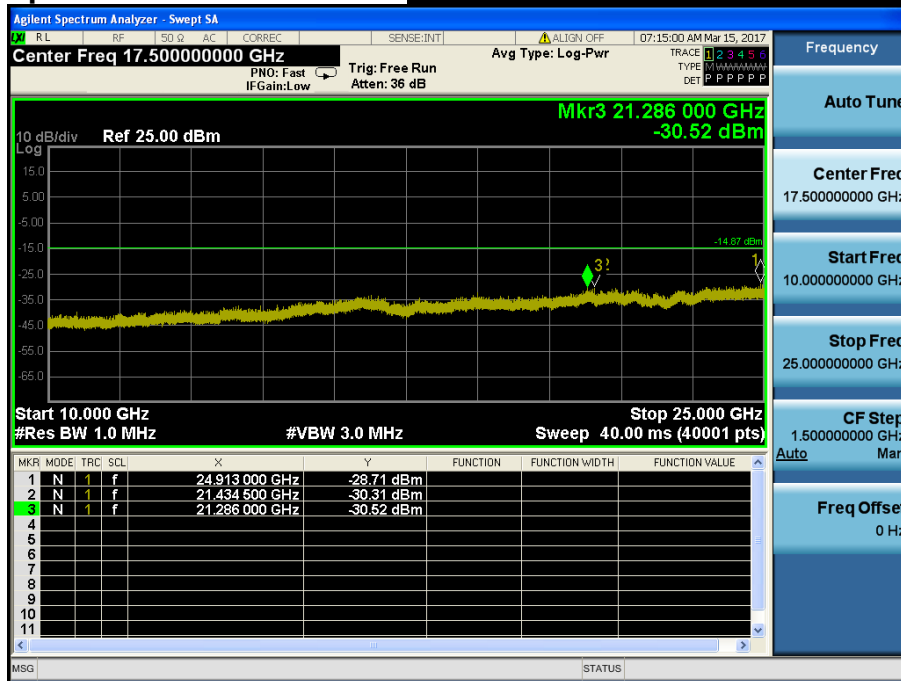 Agilent Spectrum Analyzer - Swept SA
LXI RL RF 50 Ω AC CORREC SENSE:INT ALIGN OFF 07:15:00 AM Mar 15, 2017
Center Freq 17.500000000 GHz Avg Type: Log-Pwr TRACE 1 2 3 4 5 6
PNO: Fast Trig: Free Run TYPE M W W W W W
IFGain:Low Atten: 36 dB DET P P P P P P
Mkr3 21.286 000 GHz
10 dB/div Ref 25.00 dBm -30.52 dBm
Log
15.0
5.00
-5.00
-15.0 -14.87 dBm
3 1
-25.0
-35.0
-45.0
-55.0
-65.0
Start 10.000 GHz Stop 25.000 GHz
#Res BW 1.0 MHz #VBW 3.0 MHz Sweep 40.00 ms (40001 pts)
MKR MODE TRC SCL X Y FUNCTION FUNCTION WIDTH FUNCTION VALUE
1 N 1 f 24.913 000 GHz -28.71 dBm
2 N 1 f 21.434 500 GHz -30.31 dBm
3 N 1 f 21.286 000 GHz -30.52 dBm
4
5
6
7
8
9
10
11
MSG STATUS
Frequency
Auto Tune
Center Freq
17.500000000 GHz
Start Freq
10.000000000 GHz
Stop Freq
25.000000000 GHz
CF Step
1.500000000 GHz
Auto Man
Freq Offset
0 Hz